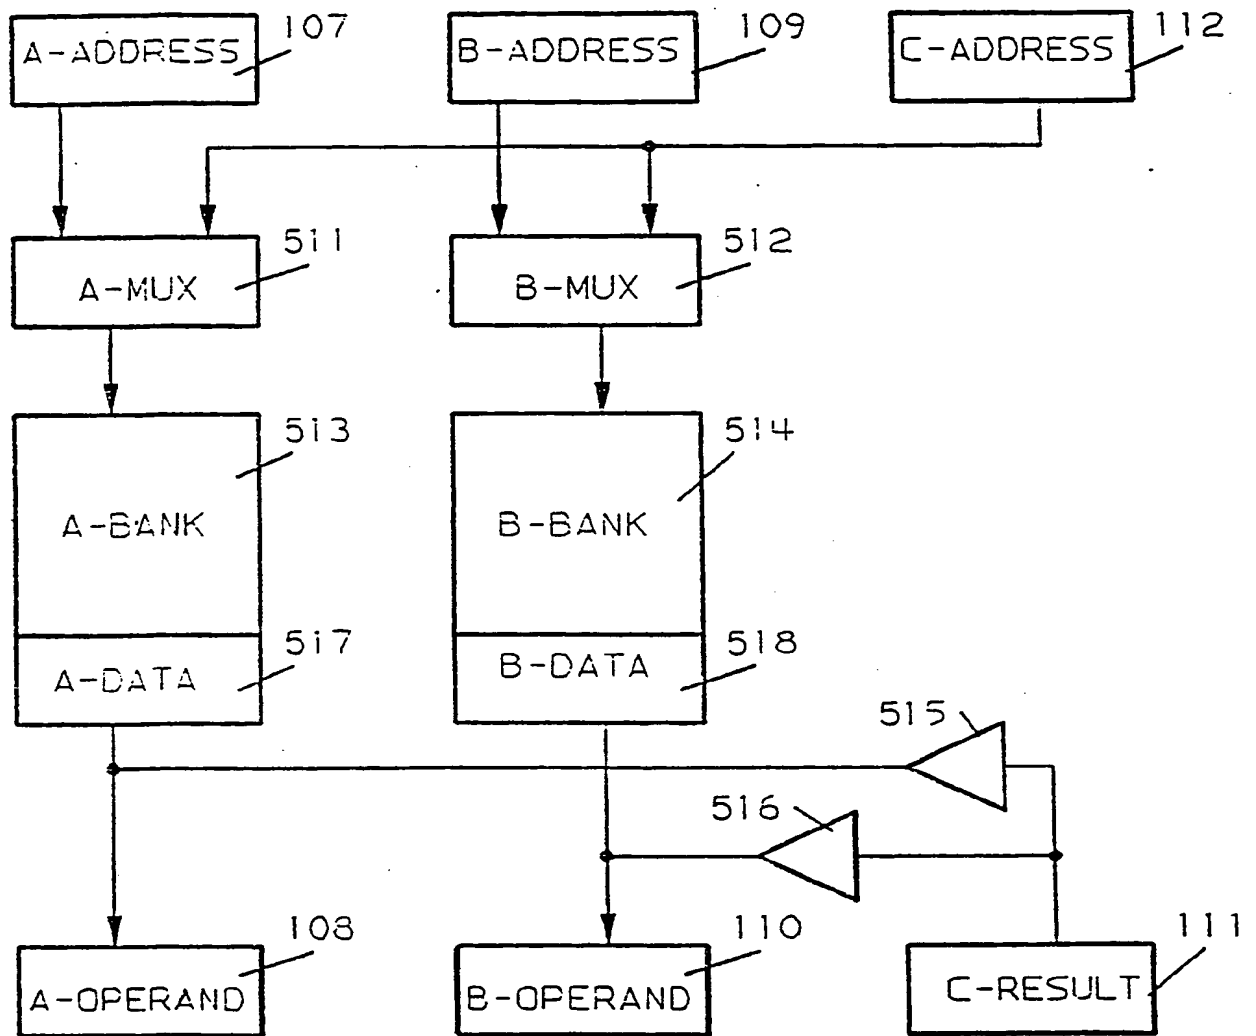 107
109
112
A-ADDRESS
B-ADDRESS
C-ADDRESS
511
512
A-MUX
B-MUX
513
514
A-BANK
B-BANK
517
518
A-DATA
B-DATA
515
516
108
110
111
A-OPERAND
B-OPERAND
C-RESULT